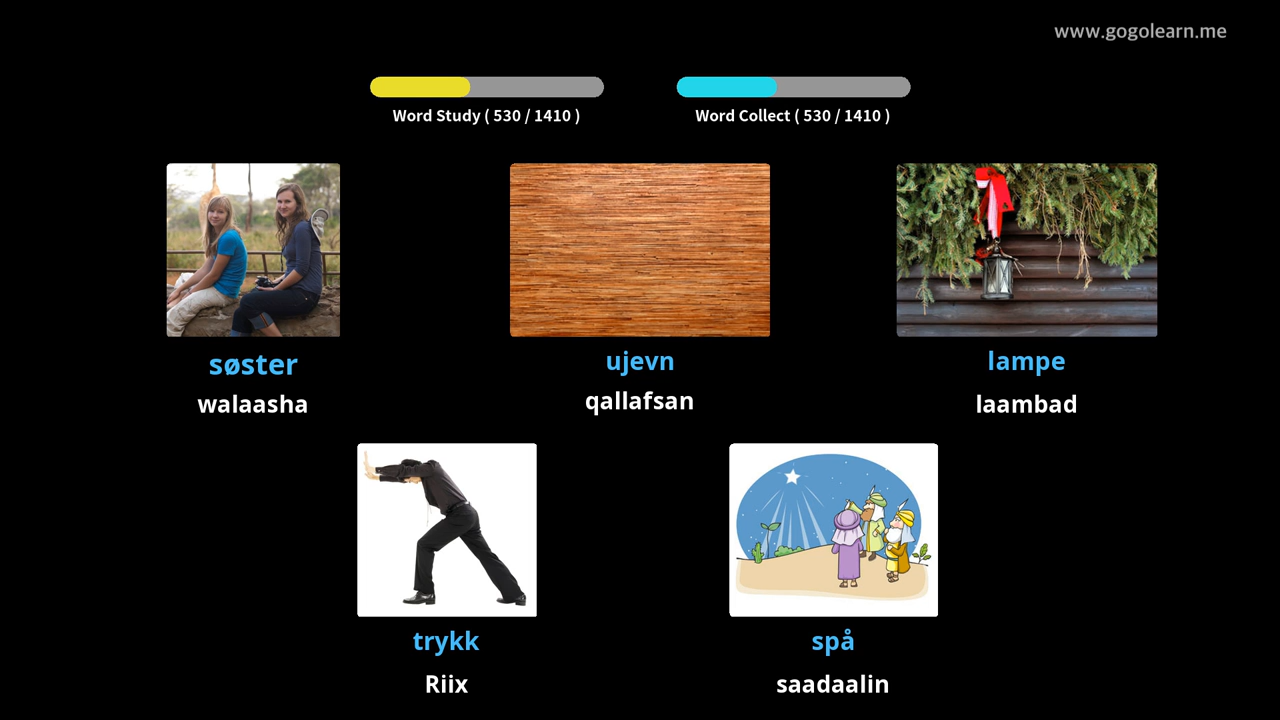 www.gogolearn.me
Word Study ( 530 / 1410 )
Word Collect ( 530 / 1410 )
søster
walaasha
ujevn
qallafsan
lampe
laambad
trykk
Riix
spå
saadaalin